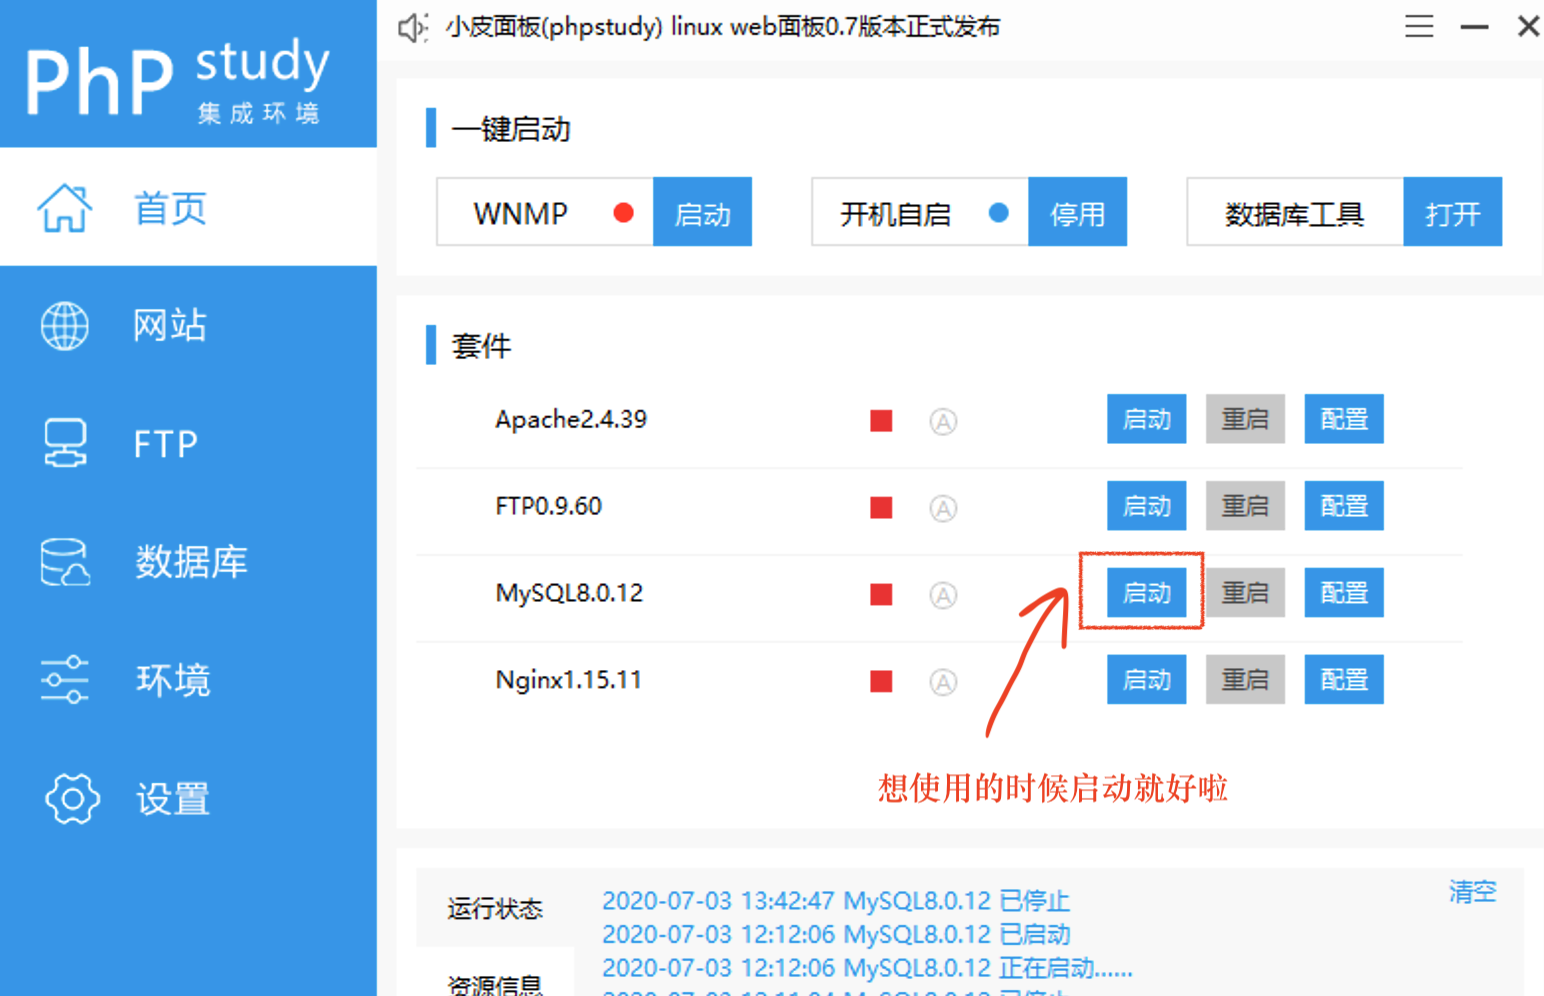 PhP study
集成环境
小皮面板(phpstudy) linux web面板0.7版本正式发布
首页
网站
FTP
数据库
环境
设置
一键启动
WNMP 启动 开机自启 停用 数据库工具 打开
套件
Apache2.4.39 A 启动 重启 配置
FTP0.9.60 A 启动 重启 配置
MySQL8.0.12 A 启动 重启 配置
Nginx1.15.11 A 启动 重启 配置
想使用的时候启动就好啦
运行状态
资源信息
清空
2020-07-03 13:42:47 MySQL8.0.12 已停止
2020-07-03 12:12:06 MySQL8.0.12 已启动
2020-07-03 12:12:06 MySQL8.0.12 正在启动......